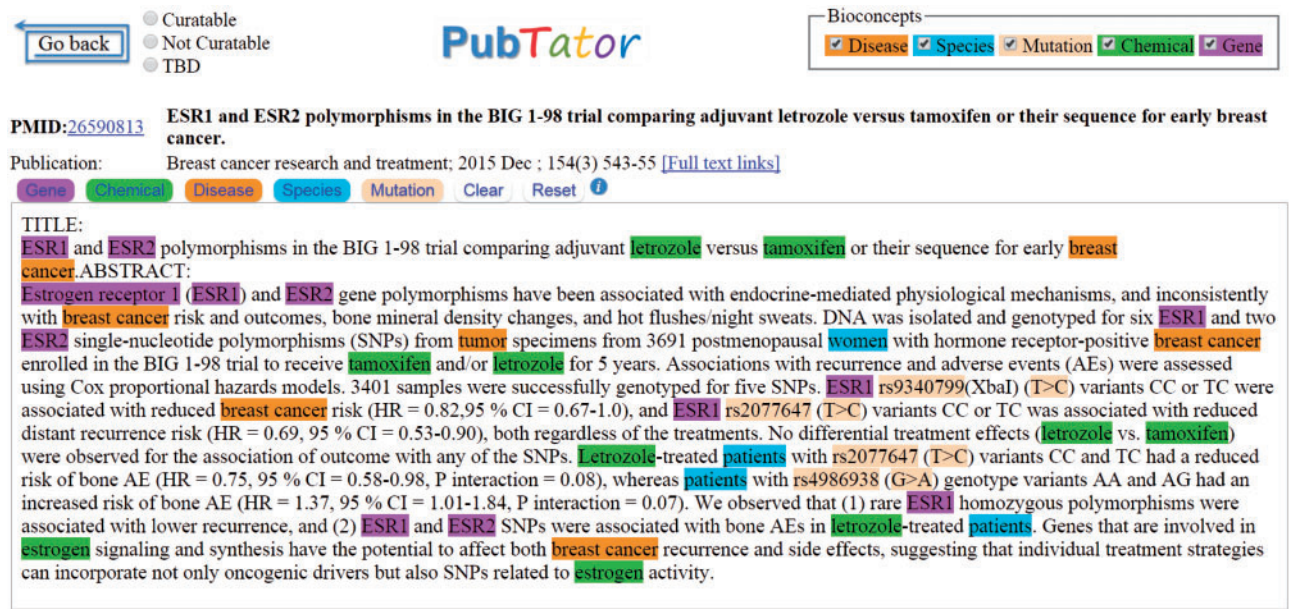 Go back
Curatable
Not Curatable
TBD
PubTator
Bioconcepts
Disease Species Mutation Chemical Gene
PMID:26590813
ESR1 and ESR2 polymorphisms in the BIG 1-98 trial comparing adjuvant letrozole versus tamoxifen or their sequence for early breast
cancer.
Publication: Breast cancer research and treatment; 2015 Dec ; 154(3) 543-55 [Full text links]
Gene Chemical Disease Species Mutation Clear Reset i
TITLE:
ESR1 and ESR2 polymorphisms in the BIG 1-98 trial comparing adjuvant letrozole versus tamoxifen or their sequence for early breast
cancer.ABSTRACT:
Estrogen receptor 1 (ESR1) and ESR2 gene polymorphisms have been associated with endocrine-mediated physiological mechanisms, and inconsistently
with breast cancer risk and outcomes, bone mineral density changes, and hot flushes/night sweats. DNA was isolated and genotyped for six ESR1 and two
ESR2 single-nucleotide polymorphisms (SNPs) from tumor specimens from 3691 postmenopausal women with hormone receptor-positive breast cancer
enrolled in the BIG 1-98 trial to receive tamoxifen and/or letrozole for 5 years. Associations with recurrence and adverse events (AEs) were assessed
using Cox proportional hazards models. 3401 samples were successfully genotyped for five SNPs. ESR1 rs9340799(XbaI) (T>C) variants CC or TC were
associated with reduced breast cancer risk (HR = 0.82,95 % CI = 0.67-1.0), and ESR1 rs2077647 (T>C) variants CC or TC was associated with reduced
distant recurrence risk (HR = 0.69, 95 % CI = 0.53-0.90), both regardless of the treatments. No differential treatment effects (letrozole vs. tamoxifen)
were observed for the association of outcome with any of the SNPs. Letrozole-treated patients with rs2077647 (T>C) variants CC and TC had a reduced
risk of bone AE (HR = 0.75, 95 % CI = 0.58-0.98, P interaction = 0.08), whereas patients with rs4986938 (G>A) genotype variants AA and AG had an
increased risk of bone AE (HR = 1.37, 95 % CI = 1.01-1.84, P interaction = 0.07). We observed that (1) rare ESR1 homozygous polymorphisms were
associated with lower recurrence, and (2) ESR1 and ESR2 SNPs were associated with bone AEs in letrozole-treated patients. Genes that are involved in
estrogen signaling and synthesis have the potential to affect both breast cancer recurrence and side effects, suggesting that individual treatment strategies
can incorporate not only oncogenic drivers but also SNPs related to estrogen activity.